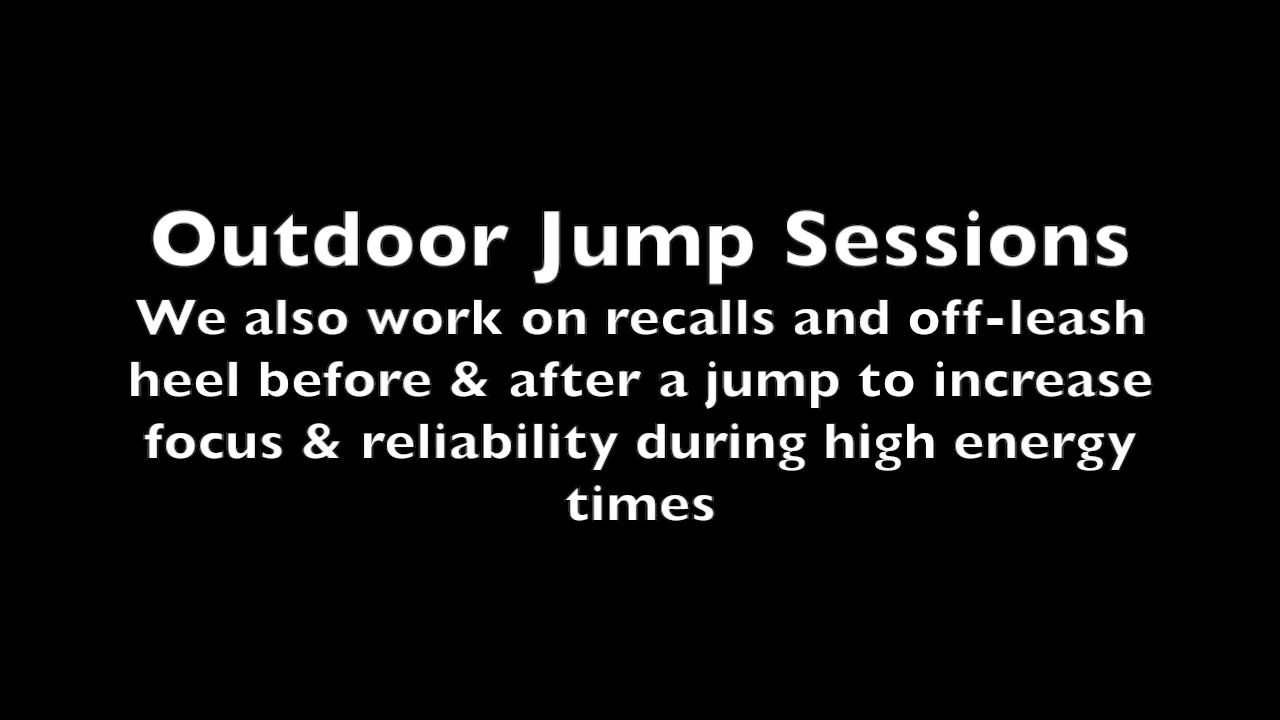 Outdoor Jump Sessions
We also work on recalls and off-leash
heel before & after a jump to increase
focus & reliability during high energy
times